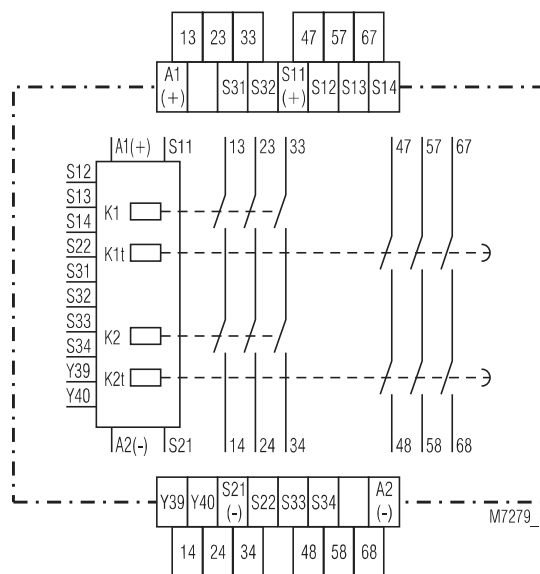 13 23 33 47 57 67
A1 (+) S31 S32 S11 (+) S12 S13 S14
A1(+) S11 13 23 33 47 57 67
S12
S13
K1
S14
S22
K1t
S31
S32
S33
K2
S34
Y39
K2t
Y40
A2(-) S21 14 24 34 48 58 68
Y39 Y40 S21 (-) S22 S33 S34 A2 (-)
M7279_
14 24 34 48 58 68